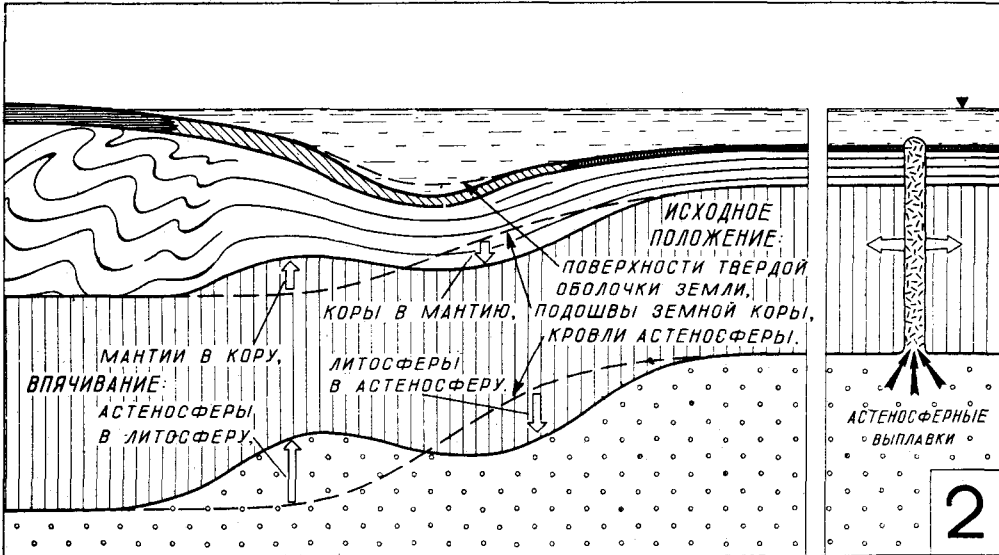 ИСХОДНОЕ
ПОЛОЖЕНИЕ:
ПОВЕРХНОСТИ ТВЕРДОЙ
ОБОЛОЧКИ ЗЕМЛИ,
ПОДОШВЫ ЗЕМНОЙ КОРЫ,
КРОВЛИ АСТЕНОСФЕРЫ.
КОРЫ В МАНТИЮ,
МАНТИИ В КОРУ,
ВПЯЧИВАНИЕ:
АСТЕНОСФЕРЫ
В ЛИТОСФЕРУ,
ЛИТОСФЕРЫ
В АСТЕНОСФЕРУ.
АСТЕНОСФЕРНЫЕ
ВЫПЛАВКИ
2